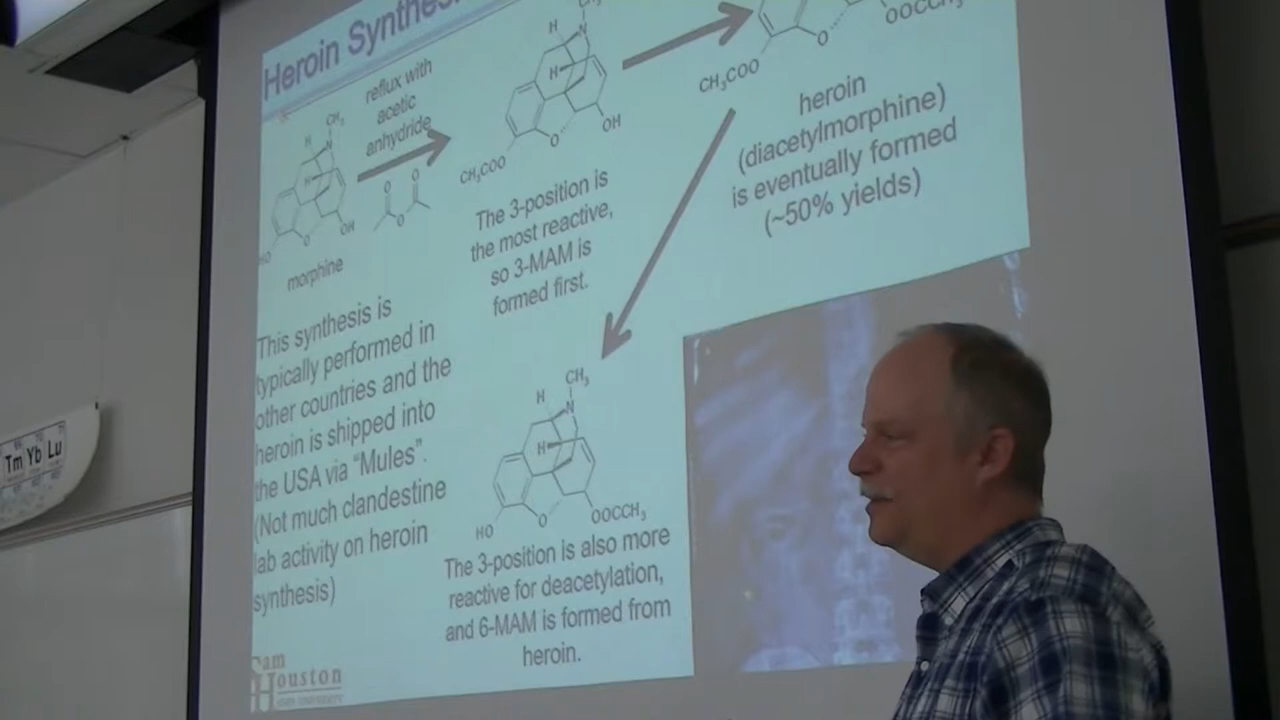 Heroin Synthesi
reflux with
acetic
anhydride
H
CH₃
N
H
OH
O
HO
morphine
O
O
O
H
CH₃
N
H
OH
O
CH₃COO
The 3-position is
the most reactive,
so 3-MAM is
formed first.
O
OOCCH₃
CH₃COO
heroin
(diacetylmorphine)
is eventually formed
(~50% yields)
This synthesis is
typically performed in
other countries and the
heroin is shipped into
the USA via “Mules”.
(Not much clandestine
lab activity on heroin
synthesis)
H
CH₃
N
H
HO
O
OOCCH₃
The 3-position is also more
reactive for deacetylation,
and 6-MAM is formed from
heroin.
Sam
Houston
Tm Yb Lu